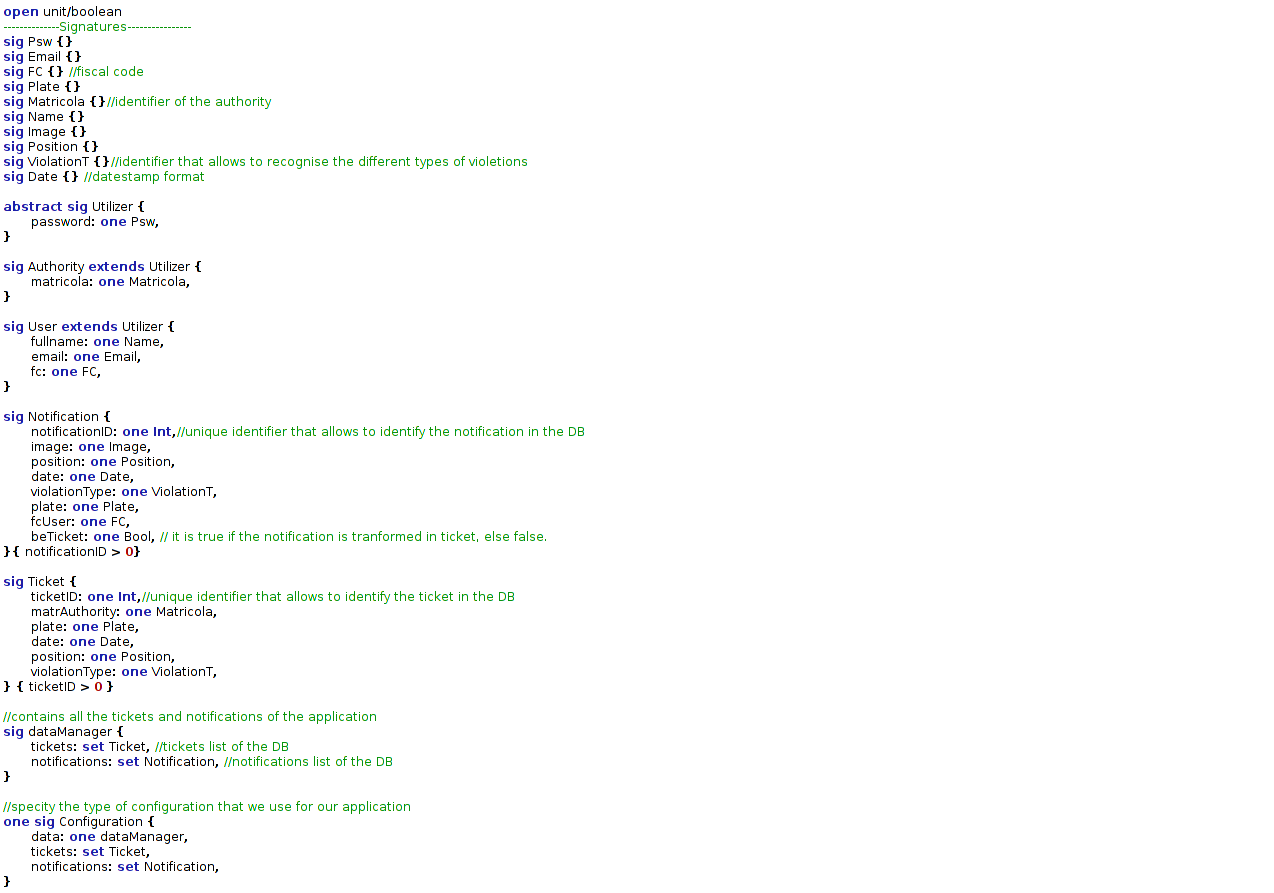 open unit/boolean
--------------Signatures----------------
sig Psw {}
sig Email {}
sig FC {} //fiscal code
sig Plate {}
sig Matricola {}//identifier of the authority
sig Name {}
sig Image {}
sig Position {}
sig ViolationT {}//identifier that allows to recognise the different types of violetions
sig Date {} //datestamp format
abstract sig Utilizer {
password: one Psw,
}
sig Authority extends Utilizer {
matricola: one Matricola,
}
sig User extends Utilizer {
fullname: one Name,
email: one Email,
fc: one FC,
}
sig Notification {
notificationID: one Int,//unique identifier that allows to identify the notification in the DB
image: one Image,
position: one Position,
date: one Date,
violationType: one ViolationT,
plate: one Plate,
fcUser: one FC,
beTicket: one Bool, // it is true if the notification is tranformed in ticket, else false.
}{ notificationID > 0}
sig Ticket {
ticketID: one Int,//unique identifier that allows to identify the ticket in the DB
matrAuthority: one Matricola,
plate: one Plate,
date: one Date,
position: one Position,
violationType: one ViolationT,
} { ticketID > 0 }
//contains all the tickets and notifications of the application
sig dataManager {
tickets: set Ticket, //tickets list of the DB
notifications: set Notification, //notifications list of the DB
}
//specity the type of configuration that we use for our application
one sig Configuration {
data: one dataManager,
tickets: set Ticket,
notifications: set Notification,
}